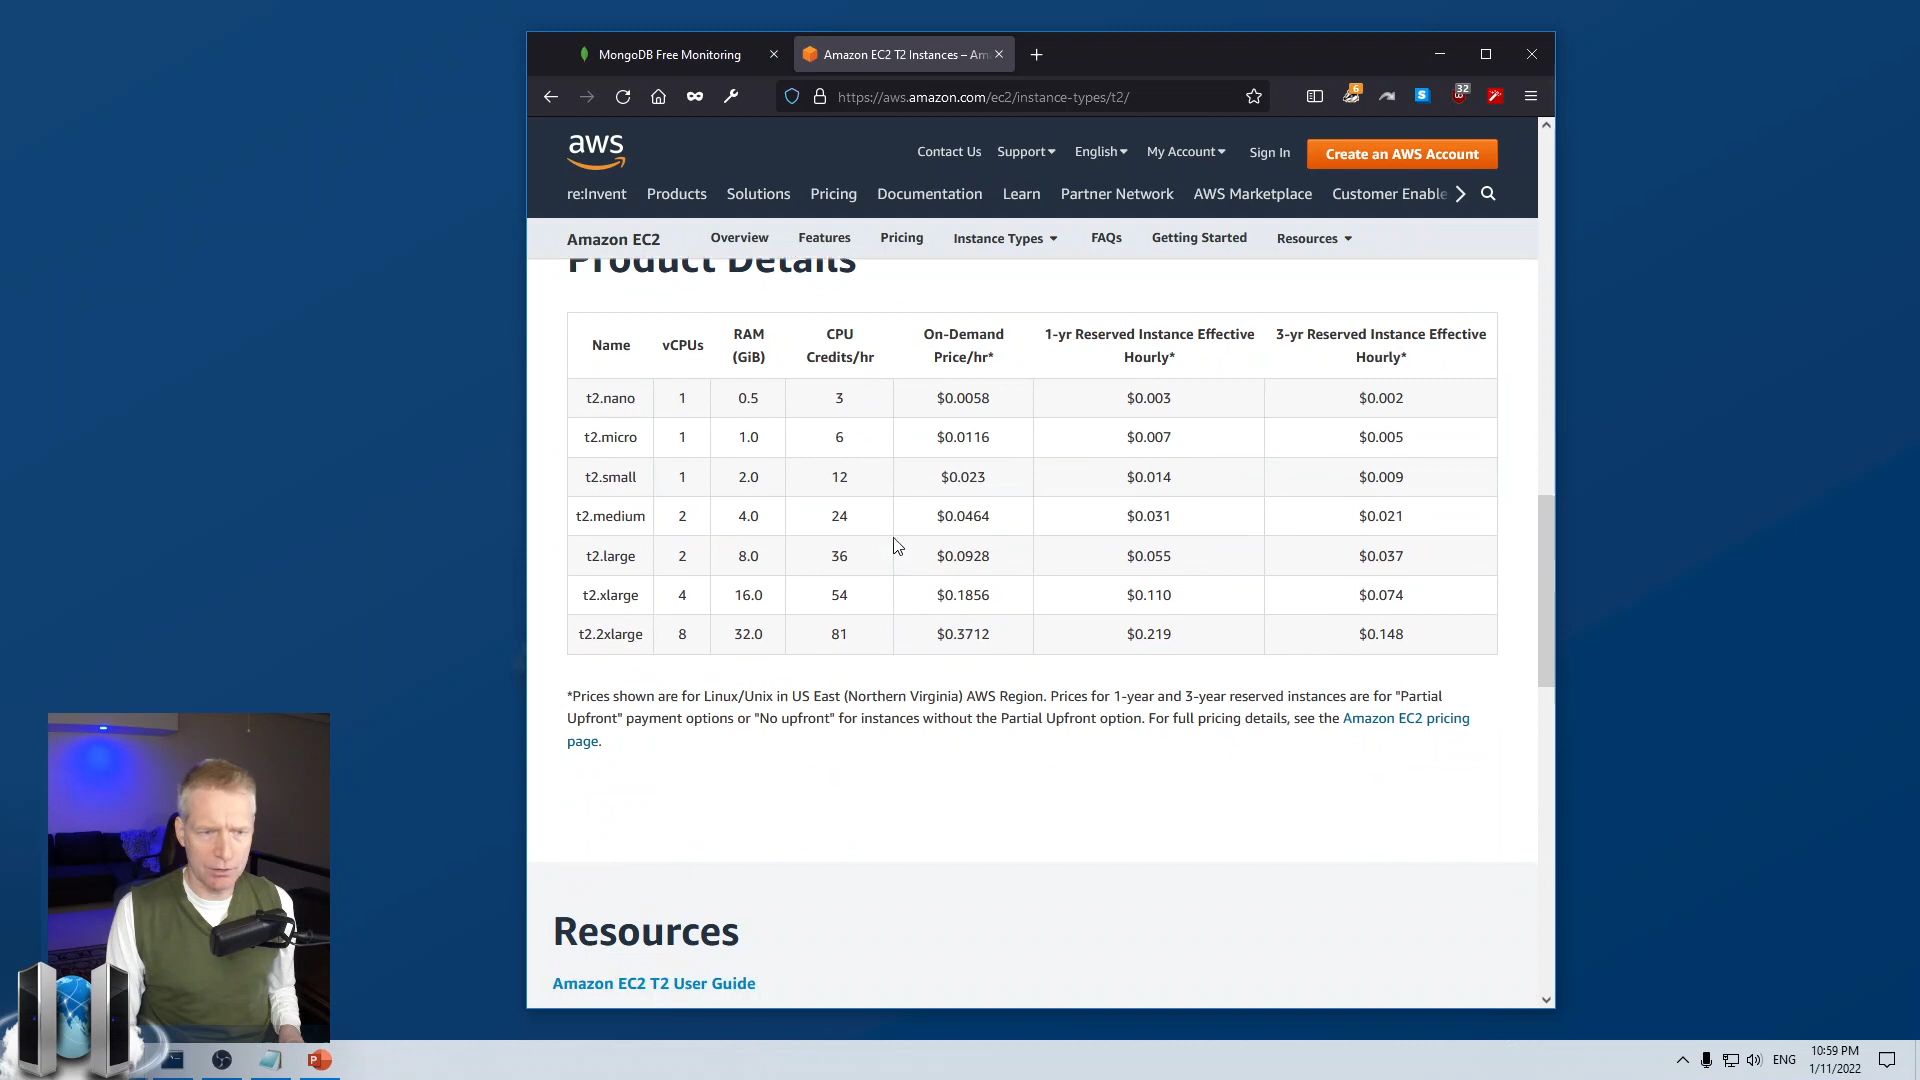 MongoDB Free Monitoring
Amazon EC2 T2 Instances – Am
https://aws.amazon.com/ec2/instance-types/t2/
6
S
32
aws
Contact Us Support English My Account Sign In Create an AWS Account
re:Invent Products Solutions Pricing Documentation Learn Partner Network AWS Marketplace Customer Enable
Amazon EC2 Overview Features Pricing Instance Types FAQs Getting Started Resources
Product Details
Name vCPUs RAM (GiB) CPU Credits/hr On-Demand Price/hr* 1-yr Reserved Instance Effective Hourly* 3-yr Reserved Instance Effective Hourly*
t2.nano 1 0.5 3 $0.0058 $0.003 $0.002
t2.micro 1 1.0 6 $0.0116 $0.007 $0.005
t2.small 1 2.0 12 $0.023 $0.014 $0.009
t2.medium 2 4.0 24 $0.0464 $0.031 $0.021
t2.large 2 8.0 36 $0.0928 $0.055 $0.037
t2.xlarge 4 16.0 54 $0.1856 $0.110 $0.074
t2.2xlarge 8 32.0 81 $0.3712 $0.219 $0.148
*Prices shown are for Linux/Unix in US East (Northern Virginia) AWS Region. Prices for 1-year and 3-year reserved instances are for "Partial
Upfront" payment options or "No upfront" for instances without the Partial Upfront option. For full pricing details, see the Amazon EC2 pricing
page.
Resources
Amazon EC2 T2 User Guide
P
ENG
10:59 PM
1/11/2022